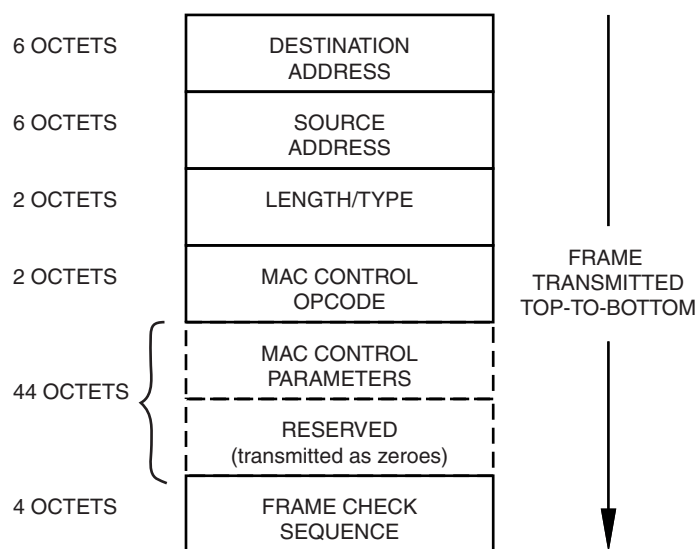 6 OCTETS
DESTINATION
ADDRESS
6 OCTETS
SOURCE
ADDRESS
2 OCTETS
LENGTH/TYPE
2 OCTETS
MAC CONTROL
OPCODE
FRAME
TRANSMITTED
TOP-TO-BOTTOM
44 OCTETS
MAC CONTROL
PARAMETERS
RESERVED
(transmitted as zeroes)
4 OCTETS
FRAME CHECK
SEQUENCE